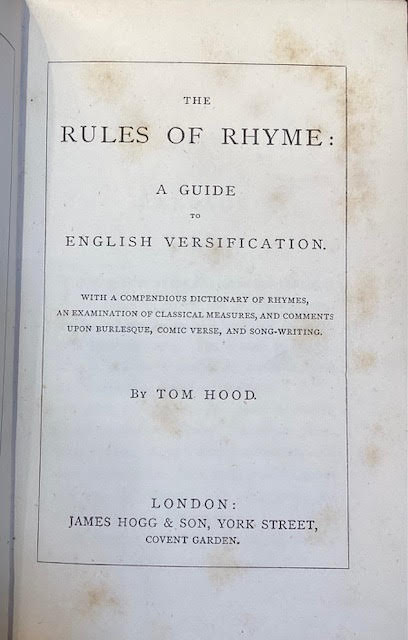 THE
RULES OF RHYME:
A GUIDE
TO
ENGLISH VERSIFICATION.
WITH A COMPENDIOUS DICTIONARY OF RHYMES,
AN EXAMINATION OF CLASSICAL MEASURES, AND COMMENTS
UPON BURLESQUE, COMIC VERSE, AND SONG-WRITING.
BY TOM HOOD.
LONDON:
JAMES HOGG & SON, YORK STREET,
COVENT GARDEN.